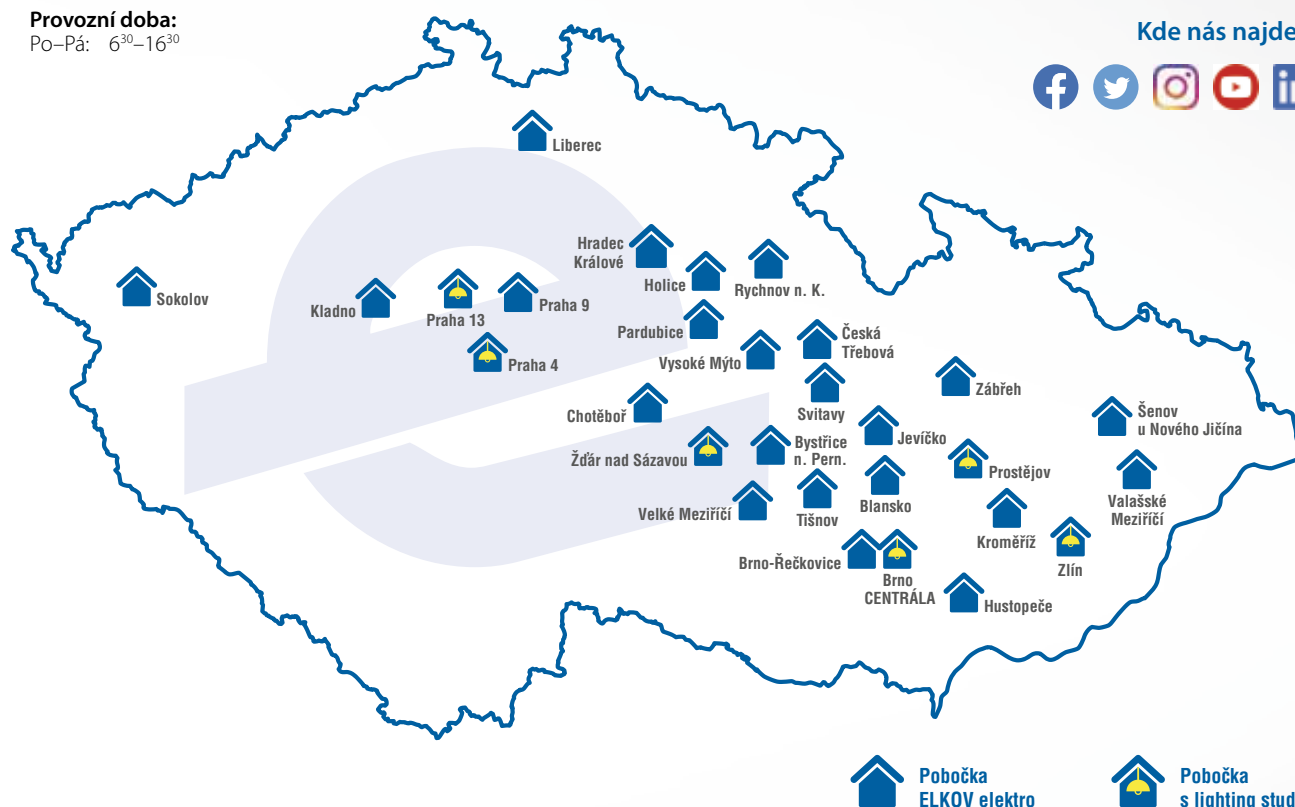 Provozní doba:
Po–Pá: 6³⁰–16³⁰
Kde nás najde
Liberec
Hradec
Králové
Holice
Rychnov n. K.
Sokolov
Kladno
Praha 13
Praha 9
Pardubice
Praha 4
Vysoké Mýto
Česká
Třebová
Zábřeh
Svitavy
Chotěboř
Jevíčko
Šenov
u Nového Jičína
Žďár nad Sázavou
Bystřice
n. Pern.
Prostějov
Velké Meziříčí
Tišnov
Blansko
Valašské
Meziříčí
Kroměříž
Brno-Řečkovice
Brno
CENTRÁLA
Zlín
Hustopeče
Pobočka
ELKOV elektro
Pobočka
s lighting stud